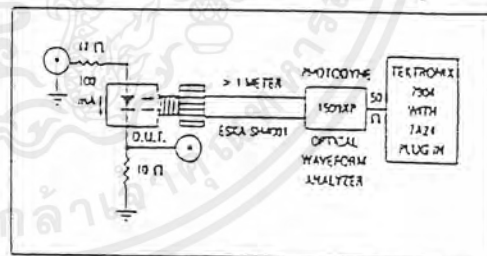 12 Ω
100
mA
D.U.T.
10 Ω
> 1 METER
ESKA SH4001
PHOTODYNE
1500XP
OPTICAL
WAVEFORM
ANALYZER
50
Ω
TEKTRONIX
7904
WITH
7A24
PLUG IN